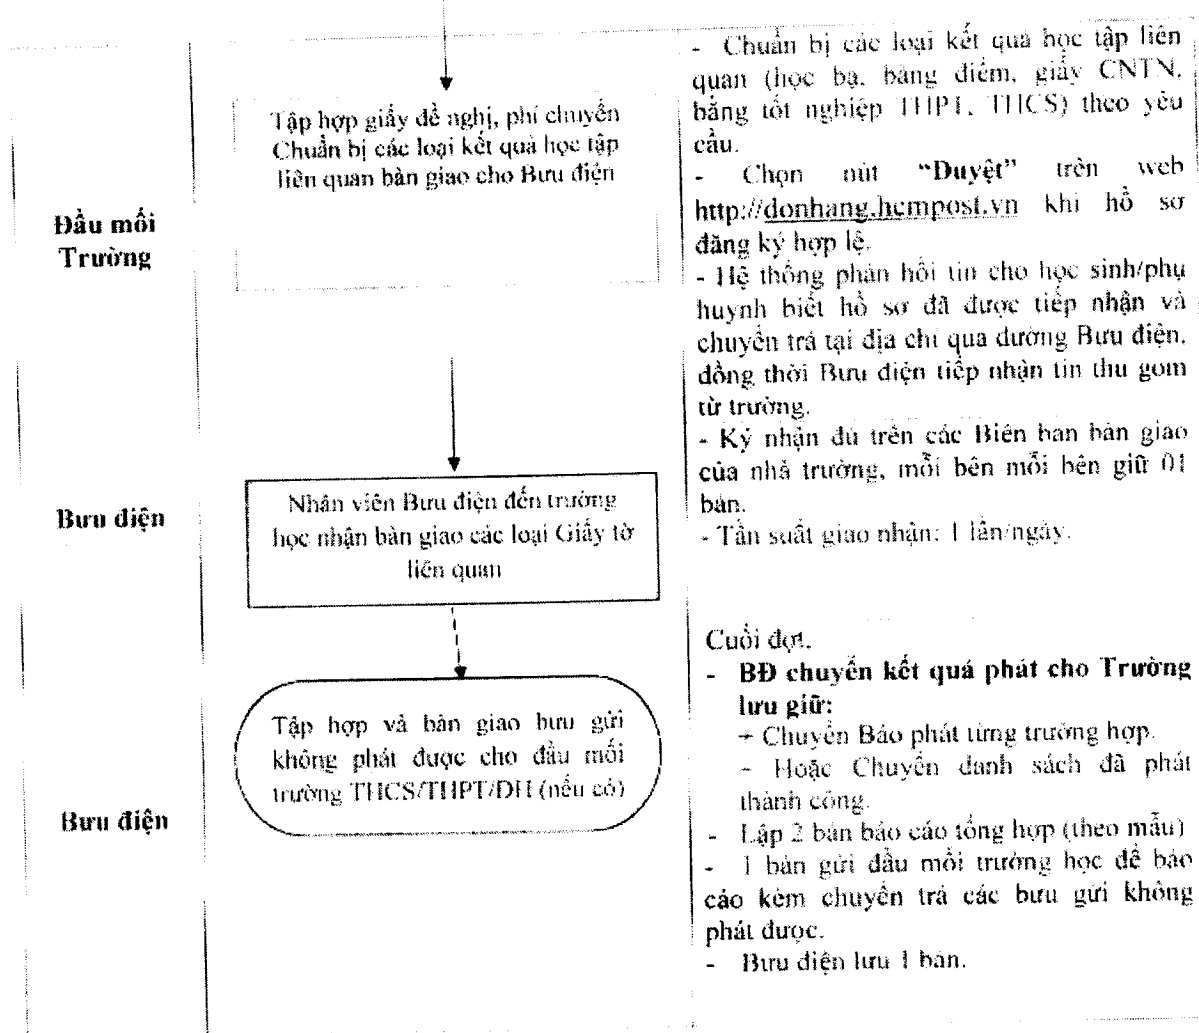 Đầu mối
Trường
Tập hợp giấy đề nghị, phí chuyển
Chuẩn bị các loại kết quả học tập
liên quan bàn giao cho Bưu điện
- Chuẩn bị các loại kết quả học tập liên
quan (học bạ, bảng điểm, giấy CNTN,
bằng tốt nghiệp THPT, THCS) theo yêu
cầu.
- Chọn nút “Duyệt” trên web
http://donhang.hcmpost.vn khi hồ sơ
đăng ký hợp lệ.
- Hệ thống phản hồi tin cho học sinh/phụ
huynh biết hồ sơ đã được tiếp nhận và
chuyển trả tại địa chỉ qua đường Bưu điện,
đồng thời Bưu điện tiếp nhận tin thu gom
từ trường.
Bưu điện
Nhân viên Bưu điện đến trường
học nhận bàn giao các loại Giấy tờ
liên quan
- Ký nhận đủ trên các Biên bản bàn giao
của nhà trường, mỗi bên mỗi bên giữ 01
bản.
- Tần suất giao nhận: 1 lần/ngày.
Bưu điện
Tập hợp và bàn giao bưu gửi
không phát được cho đầu mối
trường THCS/THPT/ĐH (nếu có)
Cuối đợt.
- BĐ chuyển kết quả phát cho Trường
lưu giữ:
+ Chuyển Báo phát từng trường hợp.
- Hoặc Chuyển danh sách đã phát
thành công.
- Lập 2 bản báo cáo tổng hợp (theo mẫu)
- 1 bản gửi đầu mối trường học để báo
cáo kèm chuyển trả các bưu gửi không
phát được.
- Bưu điện lưu 1 bản.